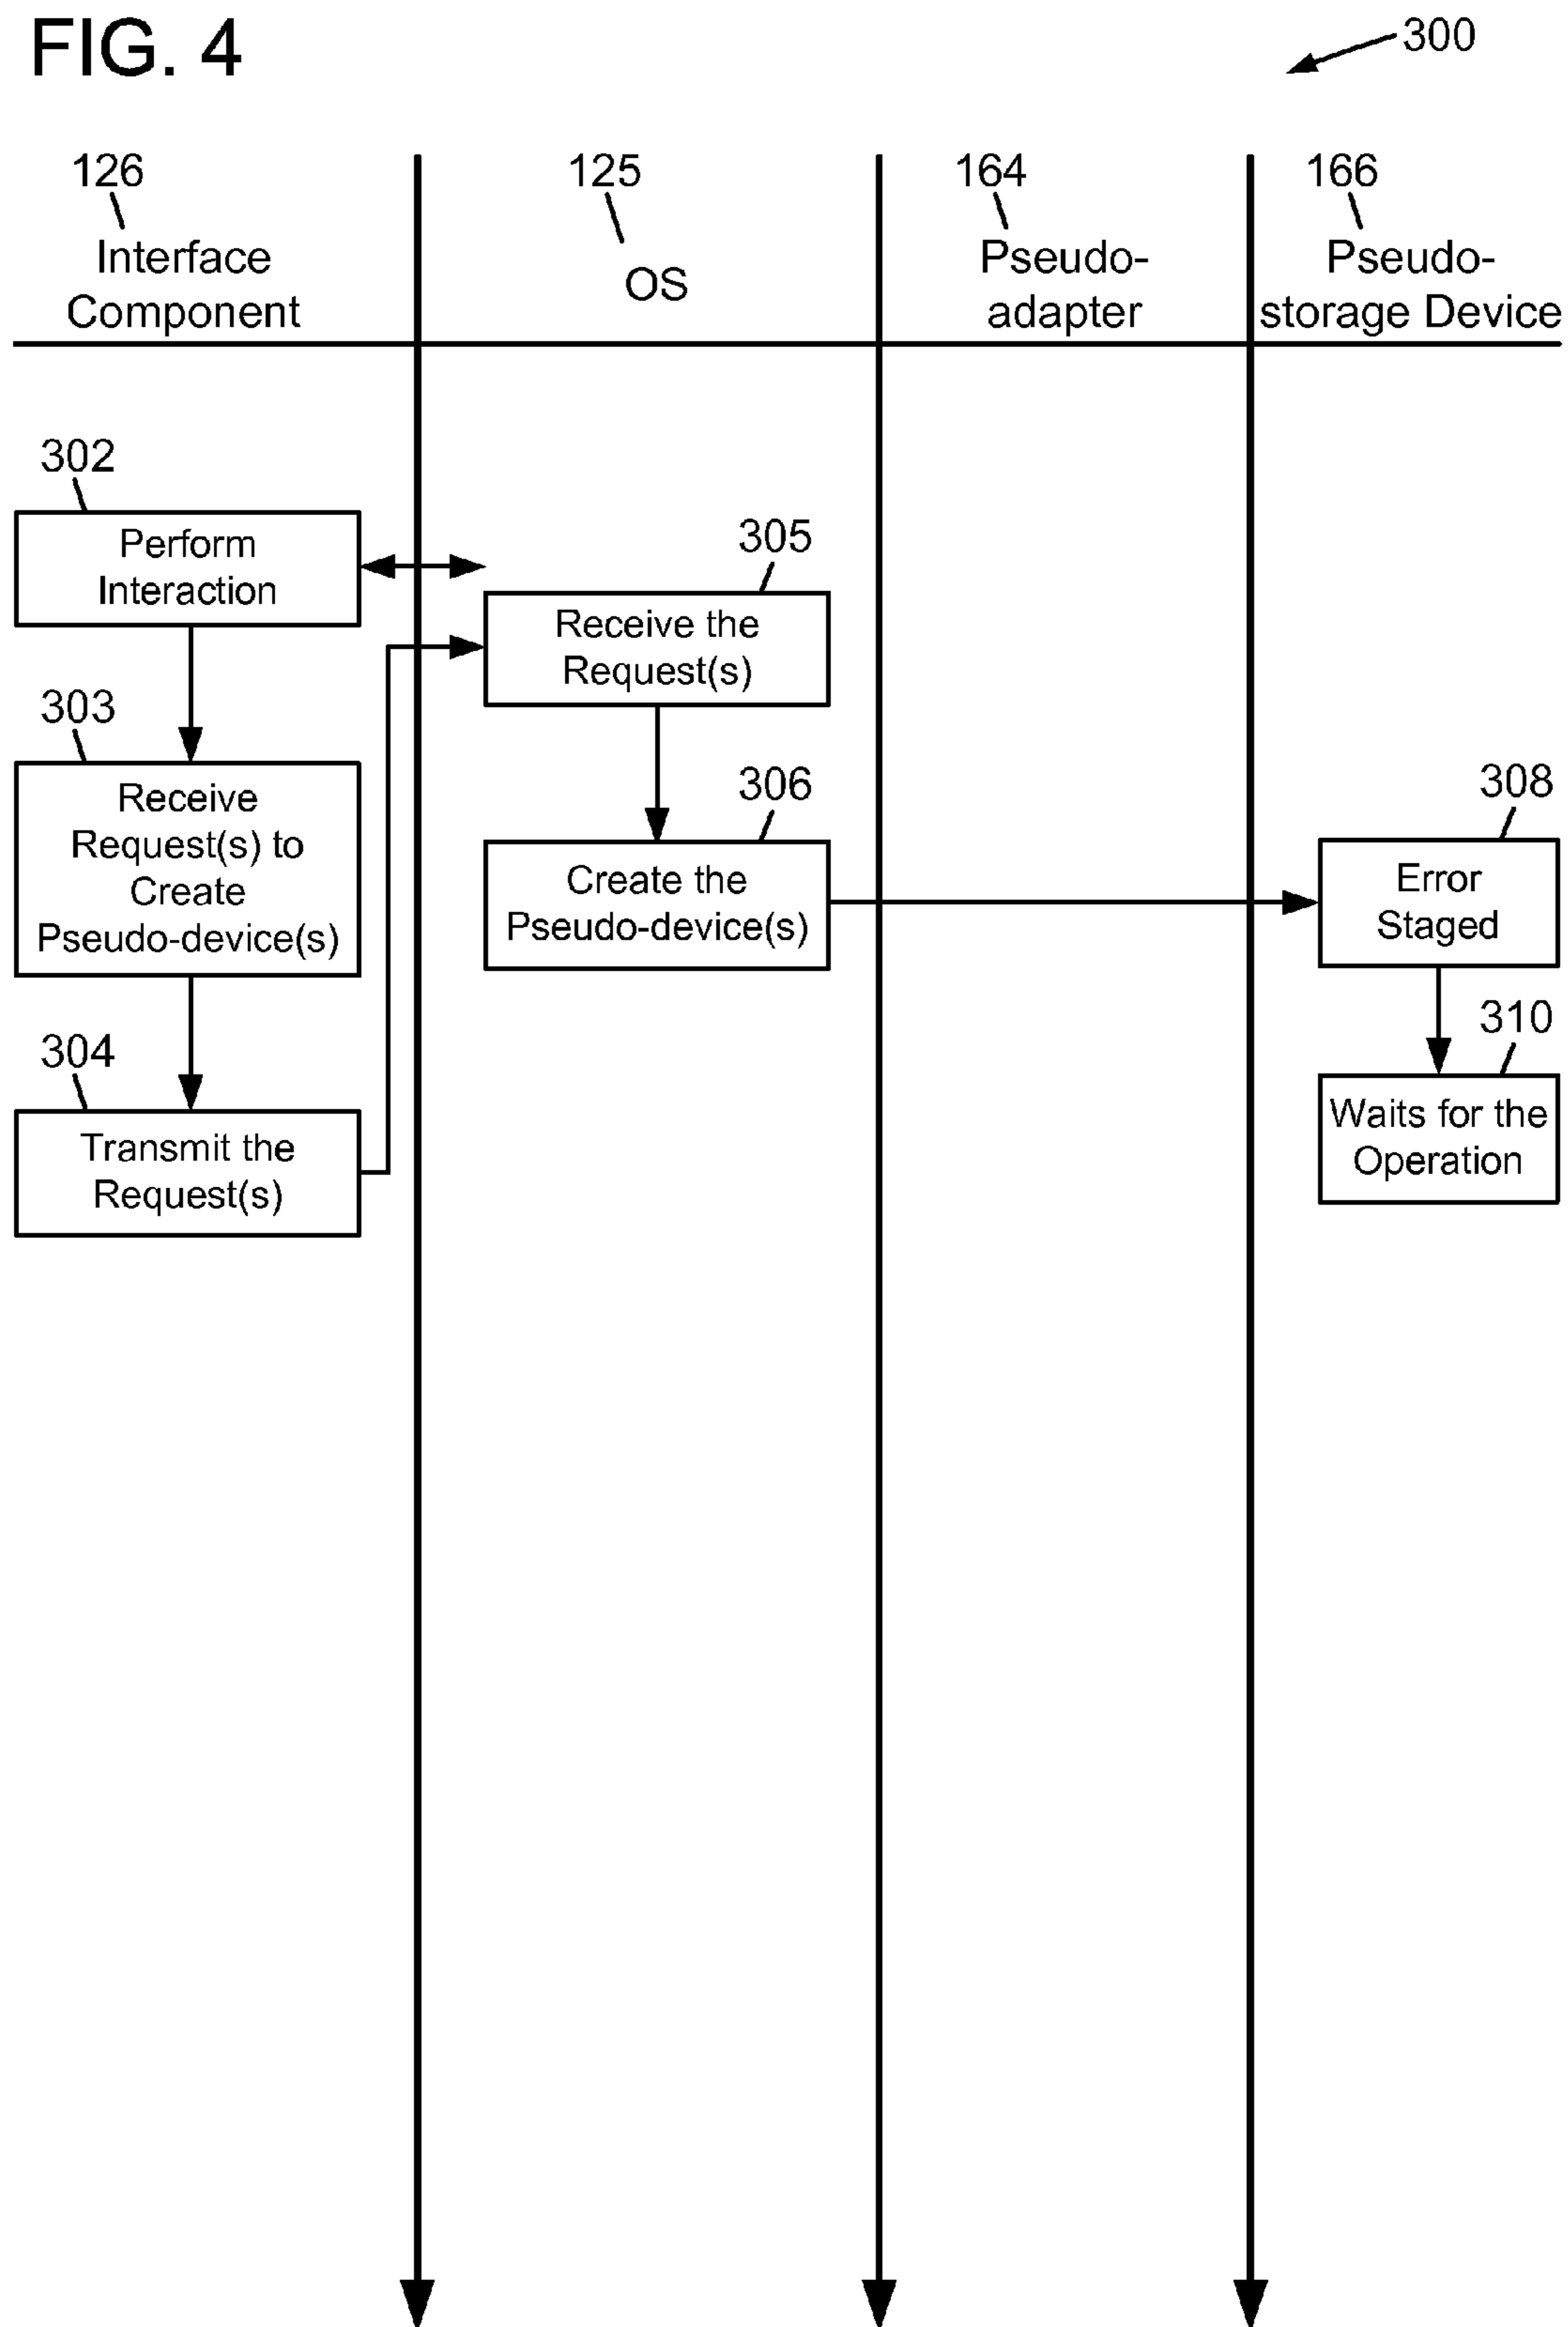 FIG. 4
300
126
125
164
166
Interface
Component
OS
Pseudo-
adapter
Pseudo-
storage Device
302
Perform
Interaction
305
Receive the
Request(s)
303
Receive
Request(s) to
Create
Pseudo-device(s)
306
Create the
Pseudo-device(s)
308
Error
Staged
304
Transmit the
Request(s)
310
Waits for the
Operation